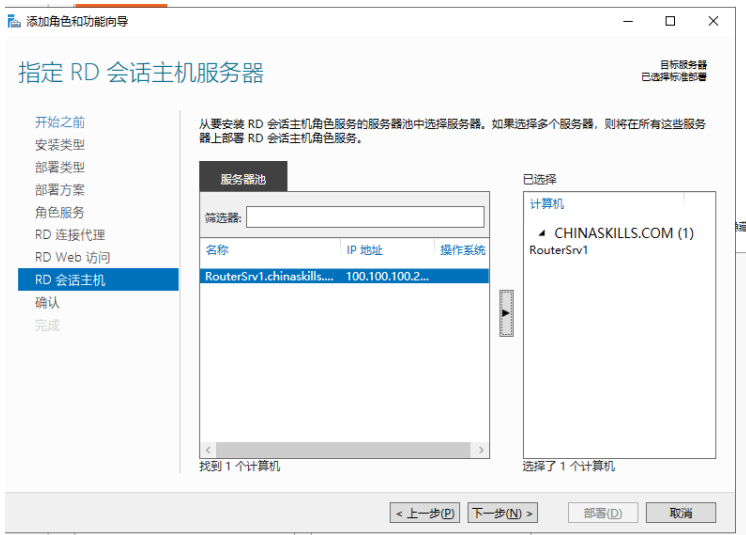 添加角色和功能向导
指定 RD 会话主机服务器
目标服务器
已选择标准部署
开始之前
安装类型
部署类型
部署方案
角色服务
RD 连接代理
RD Web 访问
RD 会话主机
确认
完成
从要安装 RD 会话主机角色服务的服务器池中选择服务器。如果选择多个服务器，则将在所有这些服务
器上部署 RD 会话主机角色服务。
服务器池
筛选器:
名称 IP 地址 操作系统
RouterSrv1.chinaskills.... 100.100.100.2...
找到 1 个计算机
已选择
计算机
CHINASKILLS.COM (1)
RouterSrv1
选择了 1 个计算机
< 上一步(P) 下一步(N) > 部署(D) 取消